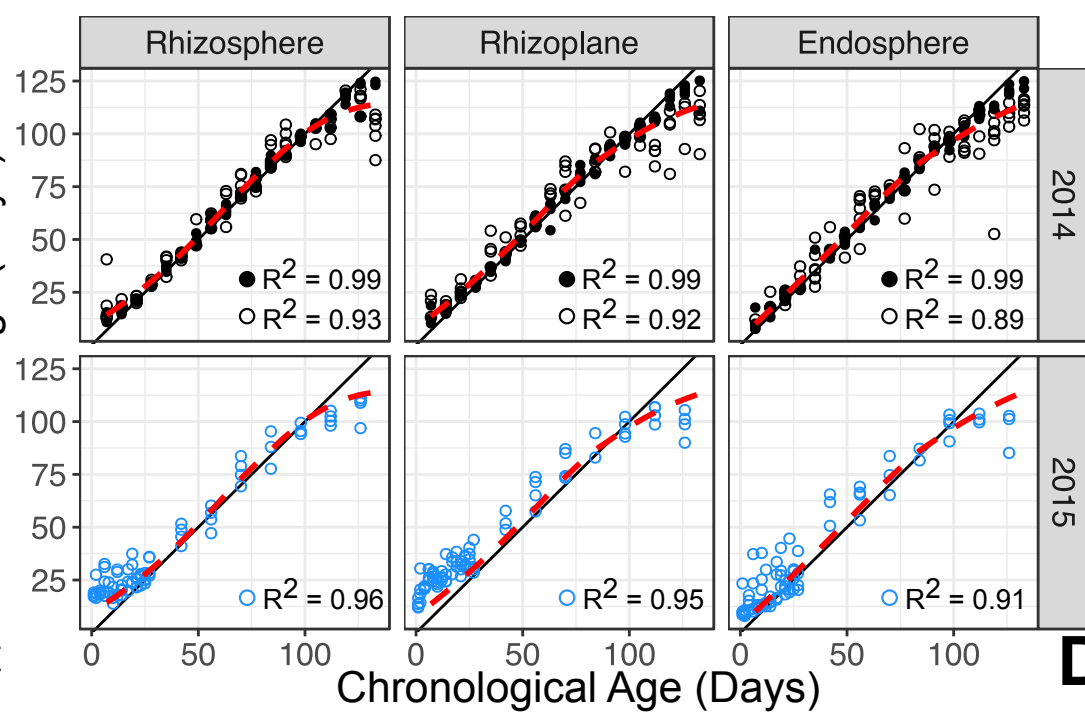 Rhizosphere Rhizoplane Endosphere
125
100
75
50
25
R² = 0.99
R² = 0.93
R² = 0.99
R² = 0.92
R² = 0.99
R² = 0.89
2014
125
100
75
50
25
R² = 0.96
R² = 0.95
R² = 0.91
2015
0 50 100 0 50 100 0 50 100
Chronological Age (Days)